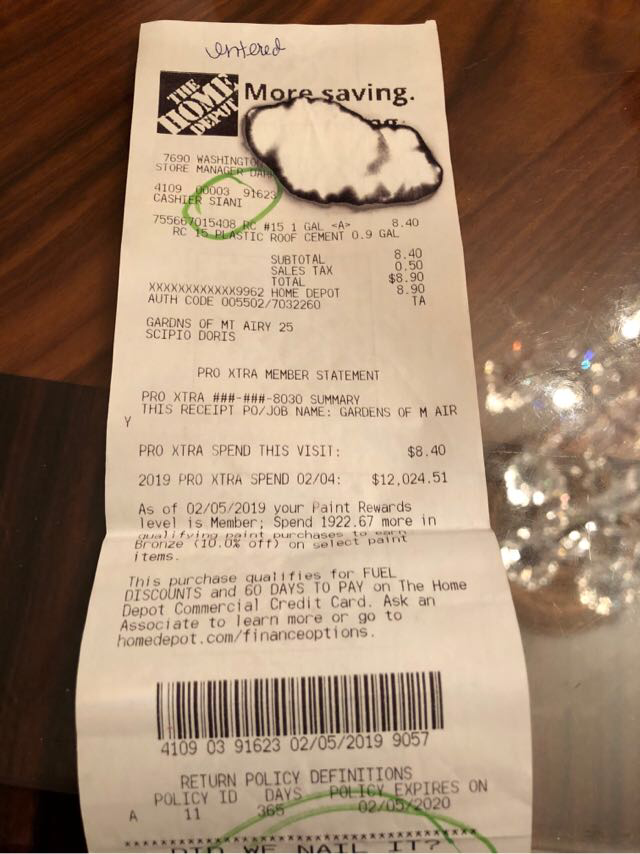 entered
THE
HOME
DEPOT
More saving.
7690 WASHINGTON
STORE MANAGER
4109 00003 91623
CASHIER SIANI
755667015408 RC #15 1 GAL <A> 8.40
RC 15 PLASTIC ROOF CEMENT 0.9 GAL
SUBTOTAL 8.40
SALES TAX 0.50
TOTAL $8.90
XXXXXXXXXXXX9962 HOME DEPOT 8.90
AUTH CODE 005502/7032260 TA
GARDNS OF MT AIRY 25
SCIPIO DORIS
PRO XTRA MEMBER STATEMENT
PRO XTRA ###-###-8030 SUMMARY
THIS RECEIPT PO/JOB NAME: GARDENS OF M AIR
Y
PRO XTRA SPEND THIS VISIT: $8.40
2019 PRO XTRA SPEND 02/04: $12,024.51
As of 02/05/2019 your Paint Rewards
level is Member; Spend 1922.67 more in
qualifying paint purchases to earn
Bronze (10.0% off) on select paint
items.
This purchase qualifies for FUEL
DISCOUNTS and 60 DAYS TO PAY on The Home
Depot Commercial Credit Card. Ask an
Associate to learn more or go to
homedepot.com/financeoptions.
4109 03 91623 02/05/2019 9057
RETURN POLICY DEFINITIONS
POLICY ID DAYS POLICY EXPIRES ON
A 11 365 02/05/2020
***********************************
DID WE NAIL IT?